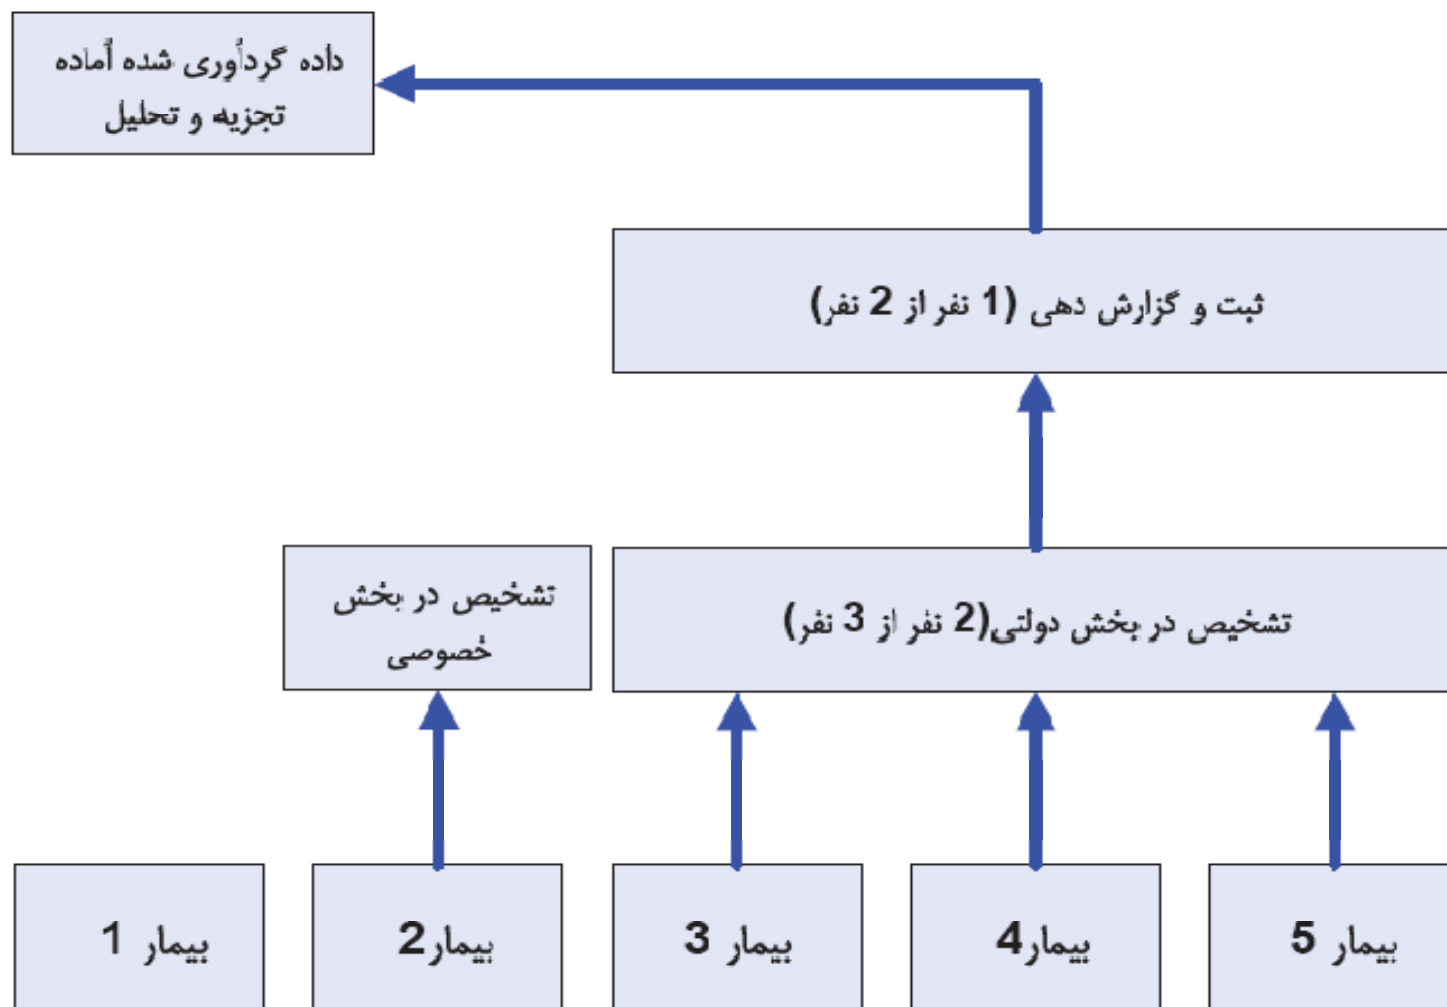 داده گردآوری شده آماده
تجزیه و تحلیل
ثبت و گزارش دهی (1 نفر از 2 نفر)
تشخیص در بخش
خصوصی
تشخیص در بخش دولتی(2 نفر از 3 نفر)
بیمار 1
بیمار2
بیمار 3
بیمار4
بیمار 5